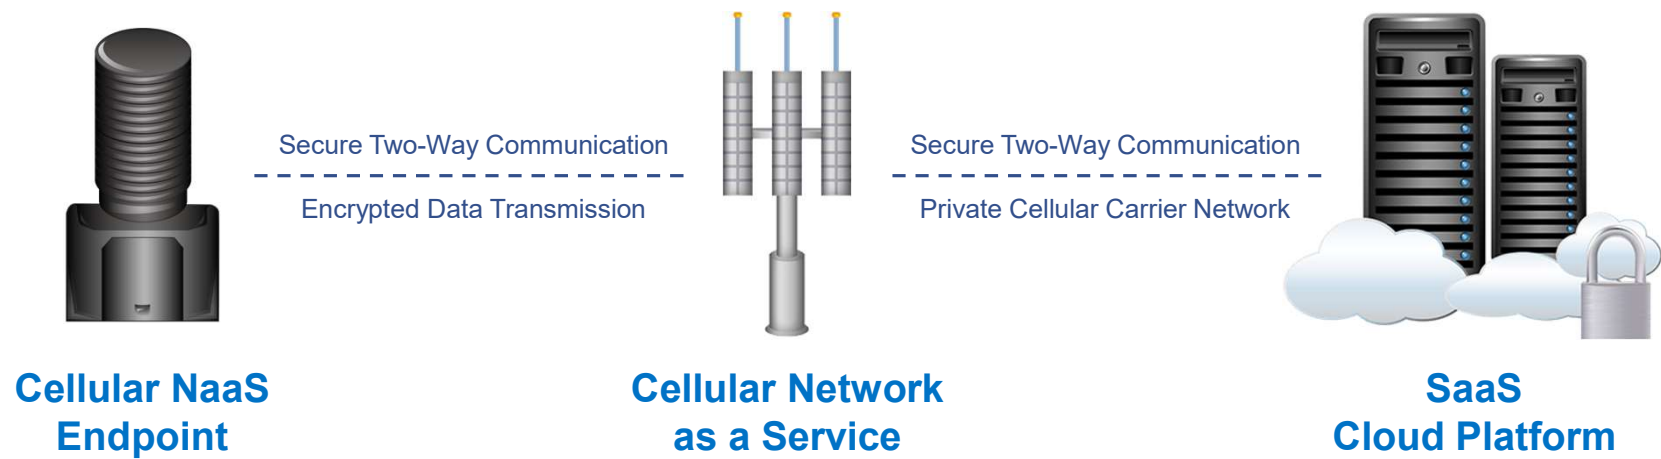 Secure Two-Way Communication
Encrypted Data Transmission
Secure Two-Way Communication
Private Cellular Carrier Network
Cellular NaaS
Endpoint
Cellular Network
as a Service
SaaS
Cloud Platform